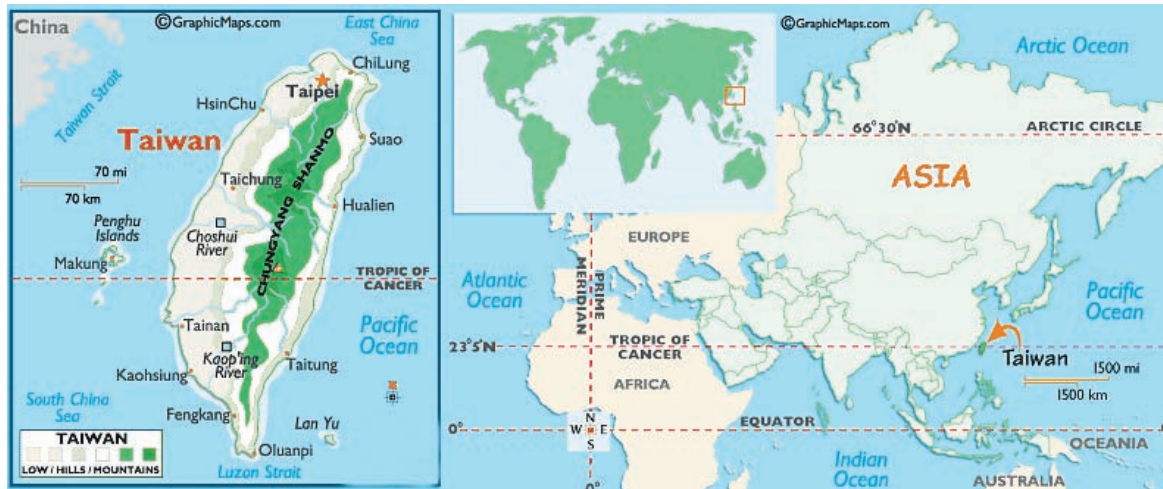 China
©GraphicMaps.com
East China
Sea
ChiLung
Taipei
HsinChu
Taiwan Strait
Taiwan
Suao
70 mi
70 km
Taichung
CHUNGYANG SHANMO
Hualien
Penghu
Islands
Choshui
River
Makung
TROPIC OF
CANCER
Tainan
Pacific
Ocean
Kaop'ing
River
Taitung
Kaohsiung
South China
Sea
Fengkang
Lan Yu
Oluanpi
TAIWAN
LOW / HILLS / MOUNTAINS
Luzon Strait
©GraphicMaps.com
Arctic Ocean
66°30'N
ARCTIC CIRCLE
ASIA
EUROPE
Atlantic
Ocean
MERIDIAN
PRIME
Pacific
Ocean
23°5'N
TROPIC OF
CANCER
Taiwan
AFRICA
1500 mi
1500 km
EQUATOR
N
W E
S
0°
OCEANIA
Indian
Ocean
AUSTRALIA
0°